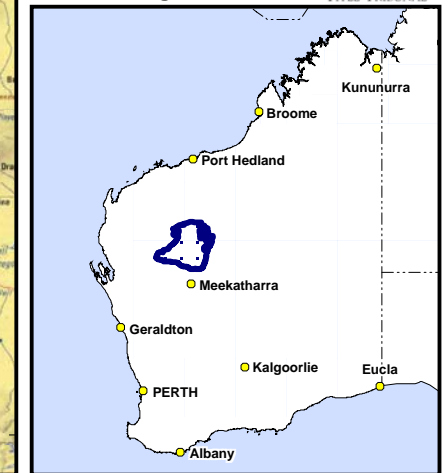 Kununurra
Broome
Port Hedland
Meekatharra
Geraldton
Kalgoorlie
Eucla
PERTH
Albany